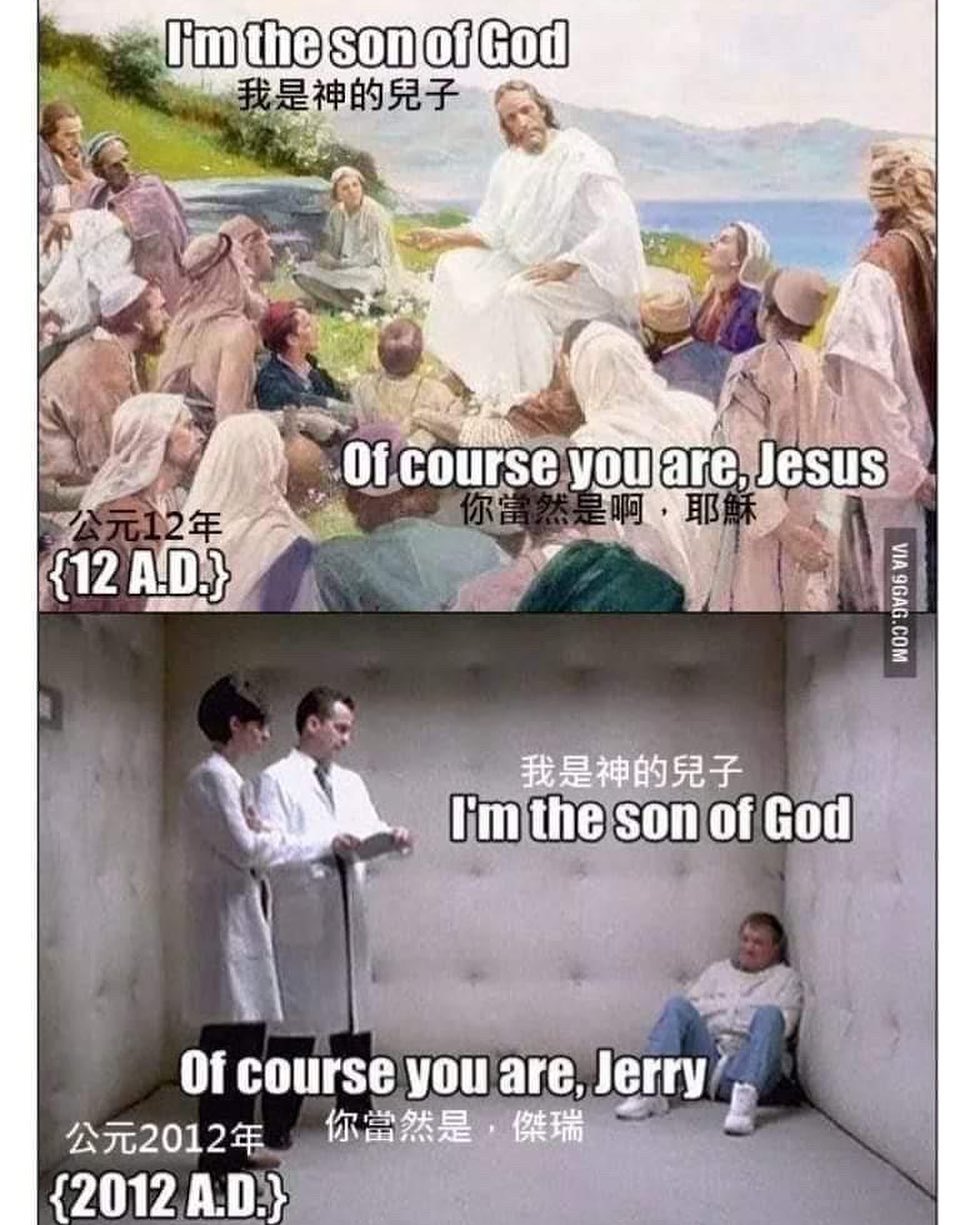 I'm the son of God
我是神的兒子
Of course you are, Jesus
你當然是啊，耶穌
公元12年
{12 A.D.}
VIA 9GAG.COM
我是神的兒子
I'm the son of God
Of course you are, Jerry
你當然是，傑瑞
公元2012年
{2012 A.D.}